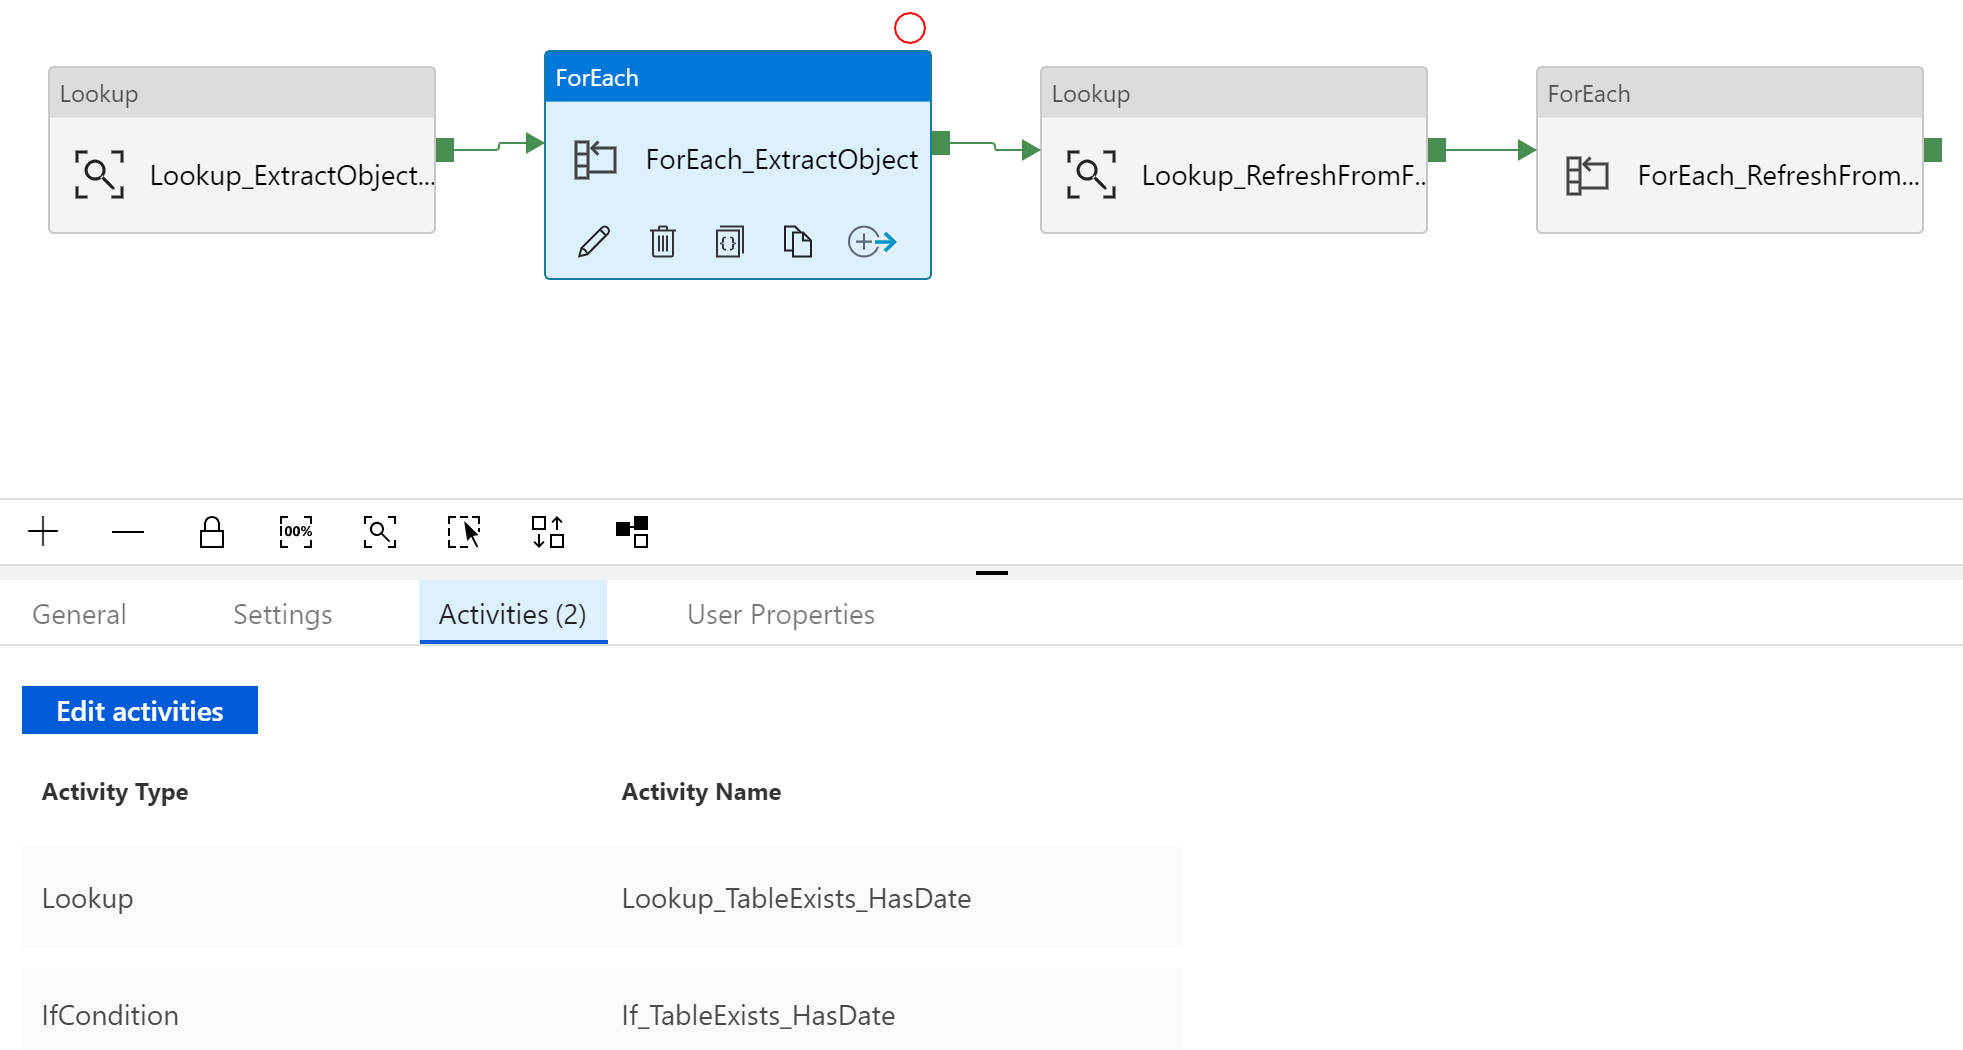 Lookup
Lookup_ExtractObject...
ForEach
ForEach_ExtractObject
Lookup
Lookup_RefreshFromF...
ForEach
ForEach_RefreshFrom...
{}
00%
General
Settings
Activities (2)
User Properties
Edit activities
Activity Type
Activity Name
Lookup
Lookup_TableExists_HasDate
IfCondition
If_TableExists_HasDate